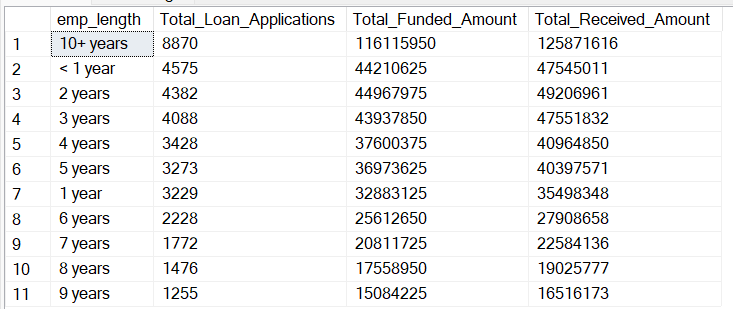 emp_length Total_Loan_Applications Total_Funded_Amount Total_Received_Amount
1 10+ years 8870 116115950 125871616
2 < 1 year 4575 44210625 47545011
3 2 years 4382 44967975 49206961
4 3 years 4088 43937850 47551832
5 4 years 3428 37600375 40964850
6 5 years 3273 36973625 40397571
7 1 year 3229 32883125 35498348
8 6 years 2228 25612650 27908658
9 7 years 1772 20811725 22584136
10 8 years 1476 17558950 19025777
11 9 years 1255 15084225 16516173